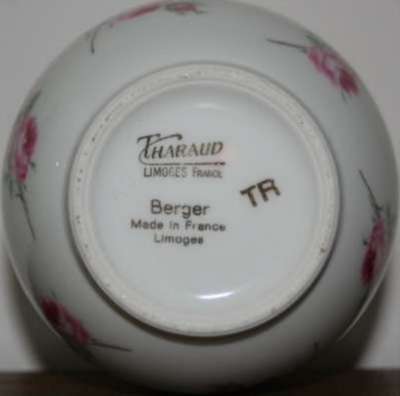 THARAUD
LIMOGES FRANCE
TR
Berger
Made in France
Limoges